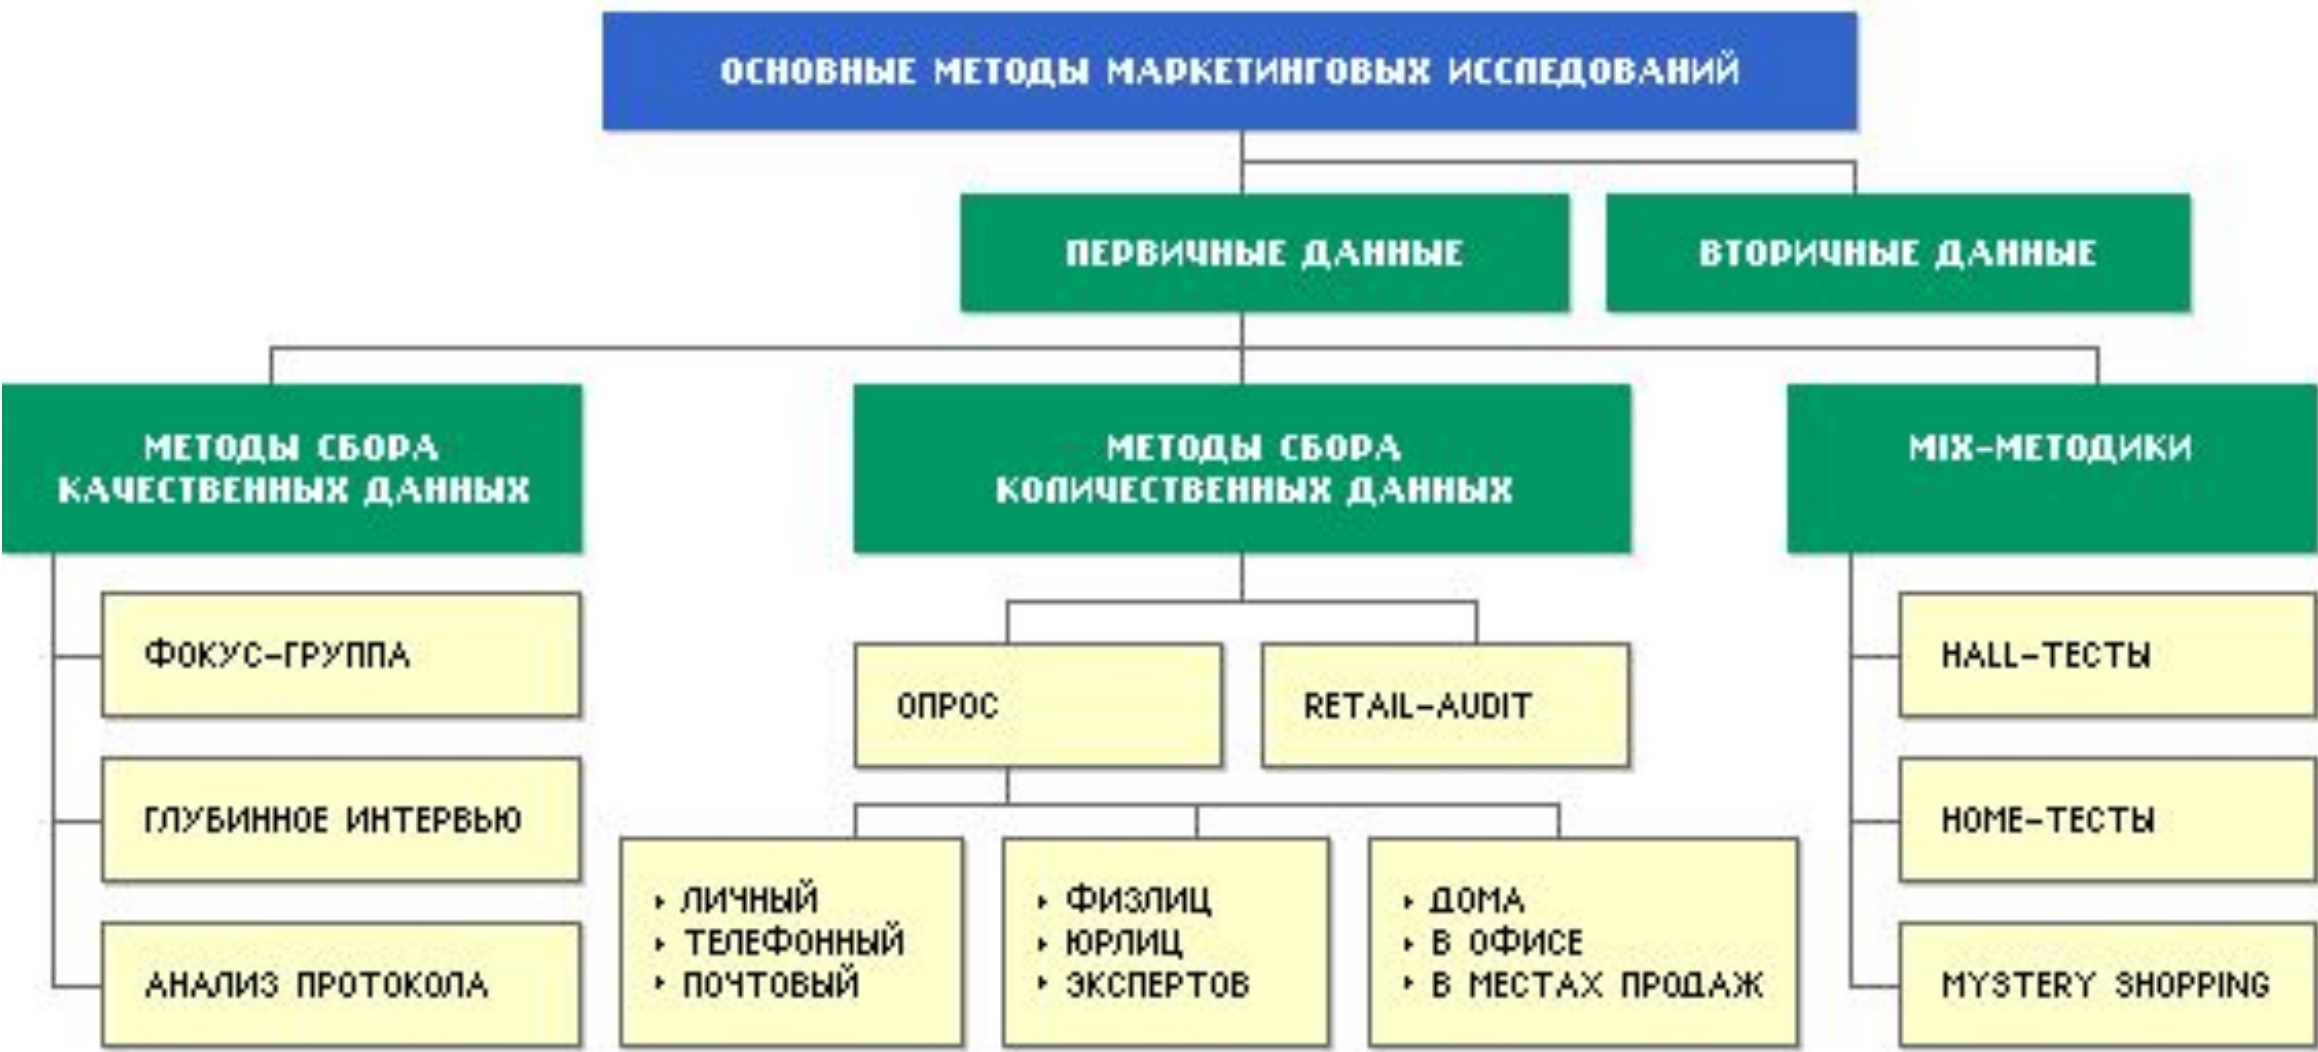 ОСНОВНЫЕ МЕТОДЫ МАРКЕТИНГОВЫХ ИССЛЕДОВАНИЙ
ПЕРВИЧНЫЕ ДАННЫЕ
ВТОРИЧНЫЕ ДАННЫЕ
МЕТОДЫ СБОРА
КАЧЕСТВЕННЫХ ДАННЫХ
МЕТОДЫ СБОРА
КОЛИЧЕСТВЕННЫХ ДАННЫХ
MIX-МЕТОДИКИ
ФОКУС-ГРУППА
ГЛУБИННОЕ ИНТЕРВЬЮ
АНАЛИЗ ПРОТОКОЛА
ОПРОС
RETAIL-AUDIT
ЛИЧНЫЙ
ТЕЛЕФОННЫЙ
ПОЧТОВЫЙ
ФИЗЛИЦ
ЮРЛИЦ
ЭКСПЕРТОВ
ДОМА
В ОФИСЕ
В МЕСТАХ ПРОДАЖ
HALL-ТЕСТЫ
HOME-ТЕСТЫ
MYSTERY SHOPPING